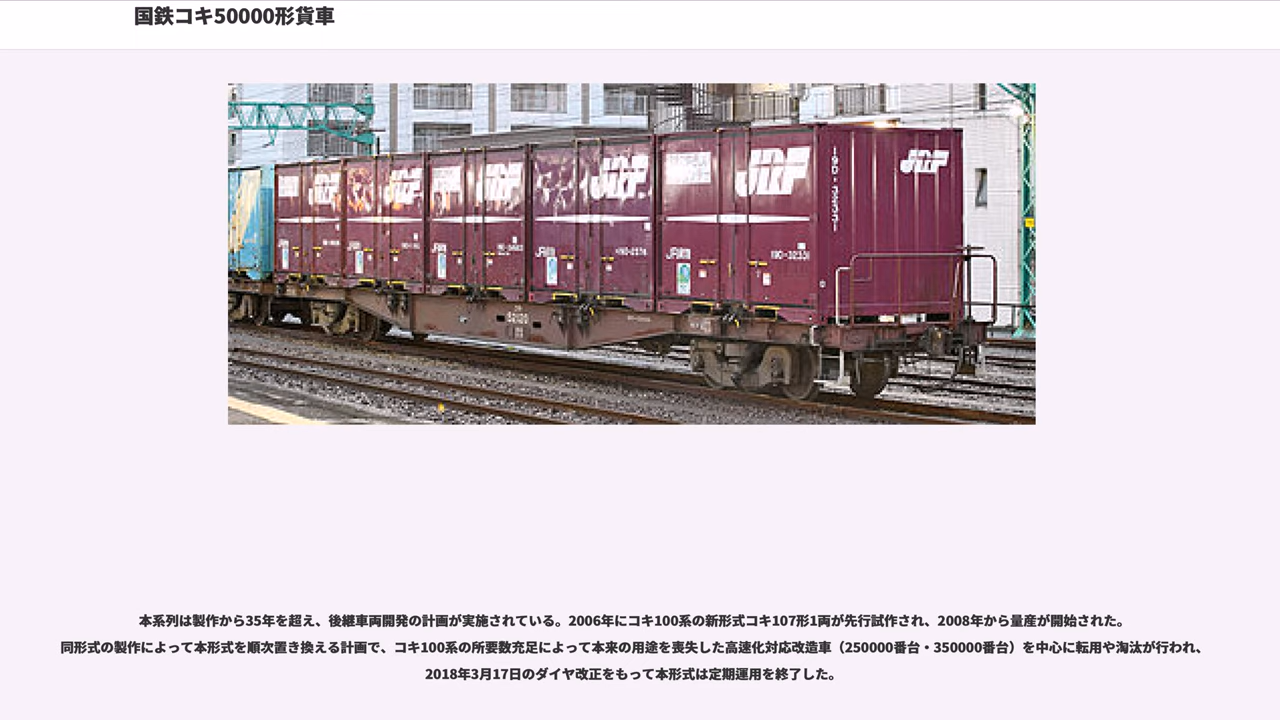 国鉄コキ50000形貨車
JRF JRF JRF JRF JRF JRF
19D-3233
19D-3233
本系列は製作から35年を超え、後継車両開発の計画が実施されている。2006年にコキ100系の新形式コキ107形1両が先行試作され、2008年から量産が開始された。
同形式の製作によって本形式を順次置き換える計画で、コキ100系の所要数充足によって本来の用途を喪失した高速化対応改造車（250000番台・350000番台）を中心に転用や淘汰が行われ、
2018年3月17日のダイヤ改正をもって本形式は定期運用を終了した。